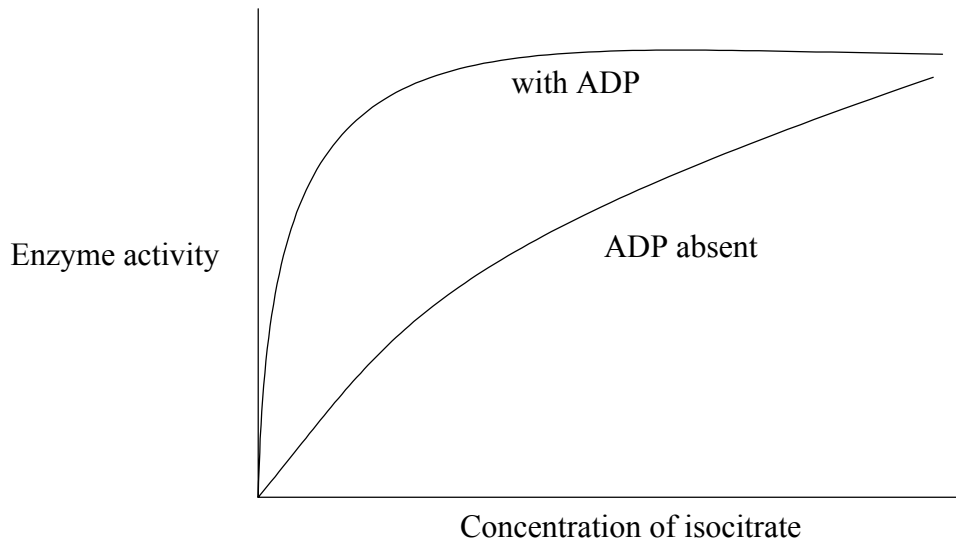 with ADP
Enzyme activity
ADP absent
Concentration of isocitrate